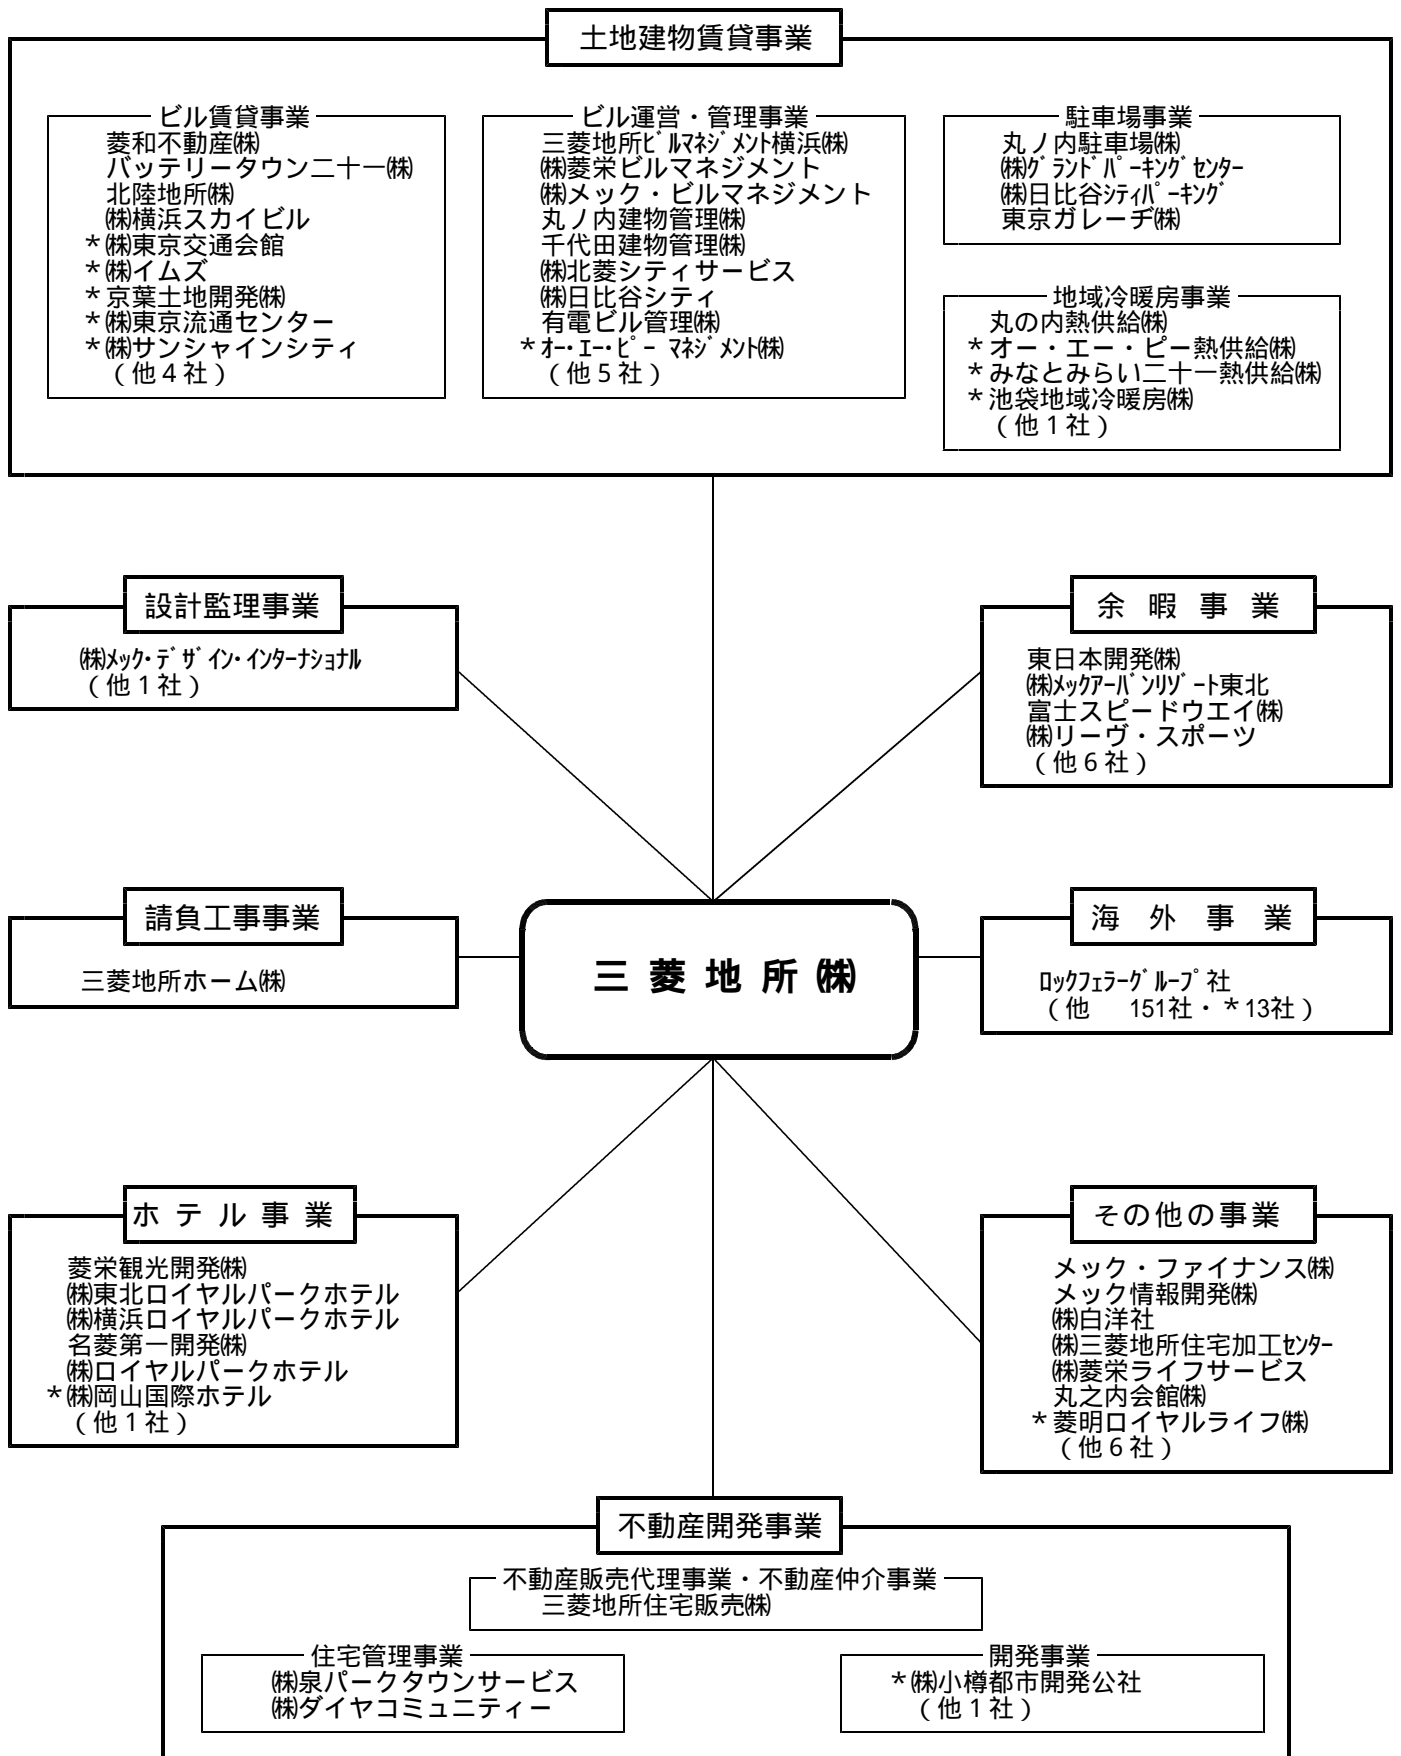 土地建物賃貸事業
ビル賃貸事業
菱和不動産㈱
バッテリータウン二十一㈱
北陸地所㈱
㈱横浜スカイビル
*㈱東京交通会館
*㈱イムズ
*京葉土地開発㈱
*㈱東京流通センター
*㈱サンシャインシティ
（他4社）
ビル運営・管理事業
三菱地所ﾋﾞﾙﾏﾈｼﾞﾒﾝﾄ横浜㈱
㈱菱栄ビルマネジメント
㈱メック・ビルマネジメント
丸ノ内建物管理㈱
千代田建物管理㈱
㈱北菱シティサービス
㈱日比谷シティ
有電ビル管理㈱
*ｵｰ･ｴｰ･ﾋﾟｰ ﾏﾈｼﾞﾒﾝﾄ㈱
（他5社）
駐車場事業
丸ノ内駐車場㈱
㈱ｸﾞﾗﾝﾄﾞﾊﾟｰｷﾝｸﾞｾﾝﾀｰ
㈱日比谷ｼﾃｨﾊﾟｰｷﾝｸﾞ
東京ガレーヂ㈱
地域冷暖房事業
丸の内熱供給㈱
*オー・エー・ピー熱供給㈱
*みなとみらい二十一熱供給㈱
*池袋地域冷暖房㈱
（他1社）
設計監理事業
㈱ﾒｯｸ･ﾃﾞｻﾞｲﾝ･ｲﾝﾀｰﾅｼｮﾅﾙ
（他1社）
余暇事業
東日本開発㈱
㈱ﾒｯｸｱｰﾊﾞﾝﾘｿﾞｰﾄ東北
富士スピードウエイ㈱
㈱リーヴ・スポーツ
（他6社）
請負工事事業
三菱地所ホーム㈱
三菱地所㈱
海外事業
ﾛｯｸﾌｪﾗｰｸﾞﾙｰﾌﾟ社
（他 151社・*13社）
ホテル事業
菱栄観光開発㈱
㈱東北ロイヤルパークホテル
㈱横浜ロイヤルパークホテル
名菱第一開発㈱
㈱ロイヤルパークホテル
*㈱岡山国際ホテル
（他1社）
その他の事業
メック・ファイナンス㈱
メック情報開発㈱
㈱白洋社
㈱三菱地所住宅加工ｾﾝﾀｰ
㈱菱栄ライフサービス
丸之内会館㈱
*菱明ロイヤルライフ㈱
（他6社）
不動産開発事業
不動産販売代理事業・不動産仲介事業
三菱地所住宅販売㈱
住宅管理事業
㈱泉パークタウンサービス
㈱ダイヤコミュニティー
開発事業
*㈱小樽都市開発公社
（他1社）